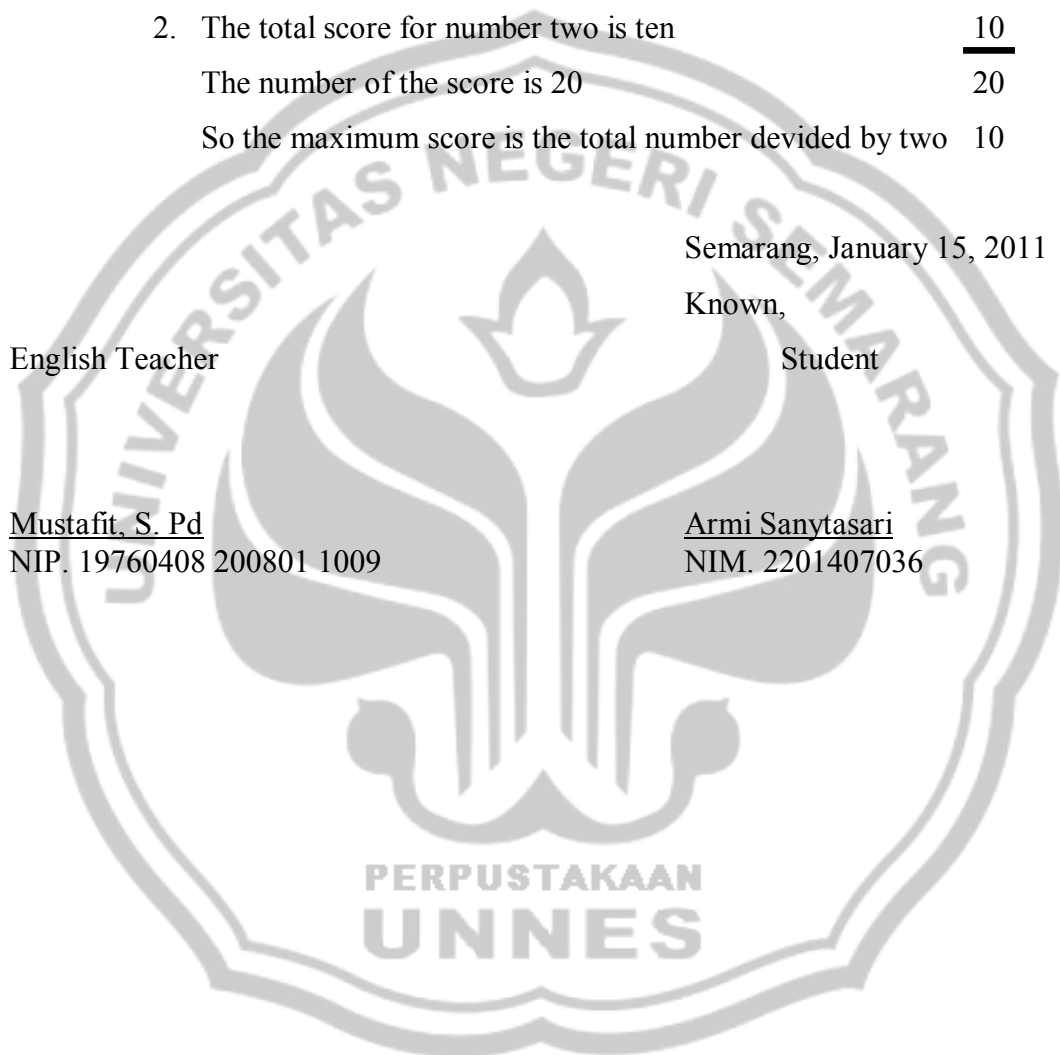 2. The total score for number two is ten 10
The number of the score is 20 20
So the maximum score is the total number devided by two 10
Semarang, January 15, 2011
Known,
English Teacher Student
Mustafit, S. Pd Armi Sanytasari
NIP. 19760408 200801 1009 NIM. 2201407036
UNIVERSITAS NEGERI SEMARANG
PERPUSTAKAAN
UNNES